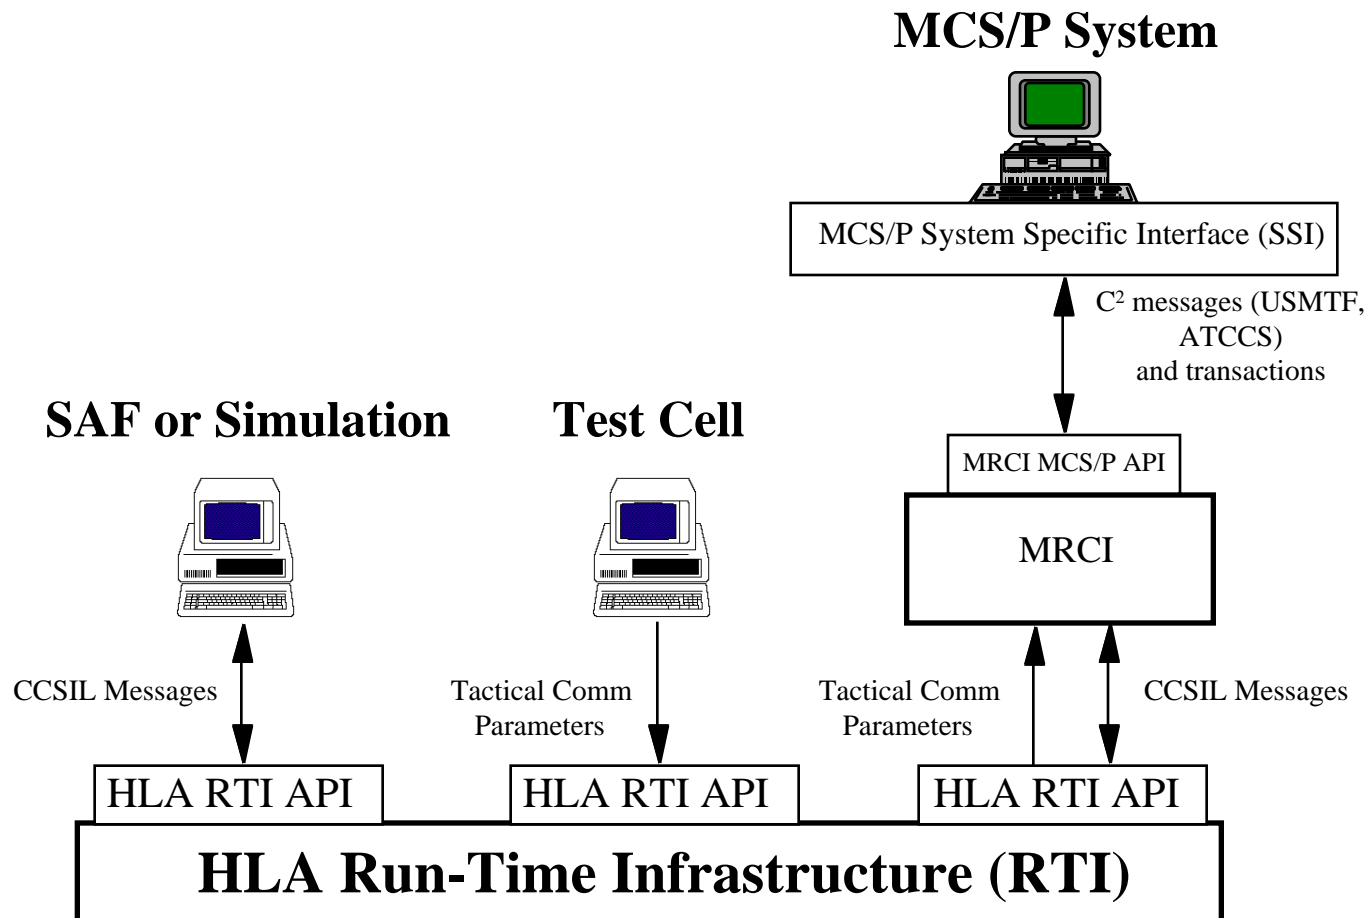 MCS/P System
MCS/P System Specific Interface (SSI)
C² messages (USMTF,
ATCCS)
and transactions
SAF or Simulation
Test Cell
MRCI MCS/P API
MRCI
CCSIL Messages
Tactical Comm
Parameters
Tactical Comm
Parameters
CCSIL Messages
HLA RTI API
HLA RTI API
HLA RTI API
HLA Run-Time Infrastructure (RTI)